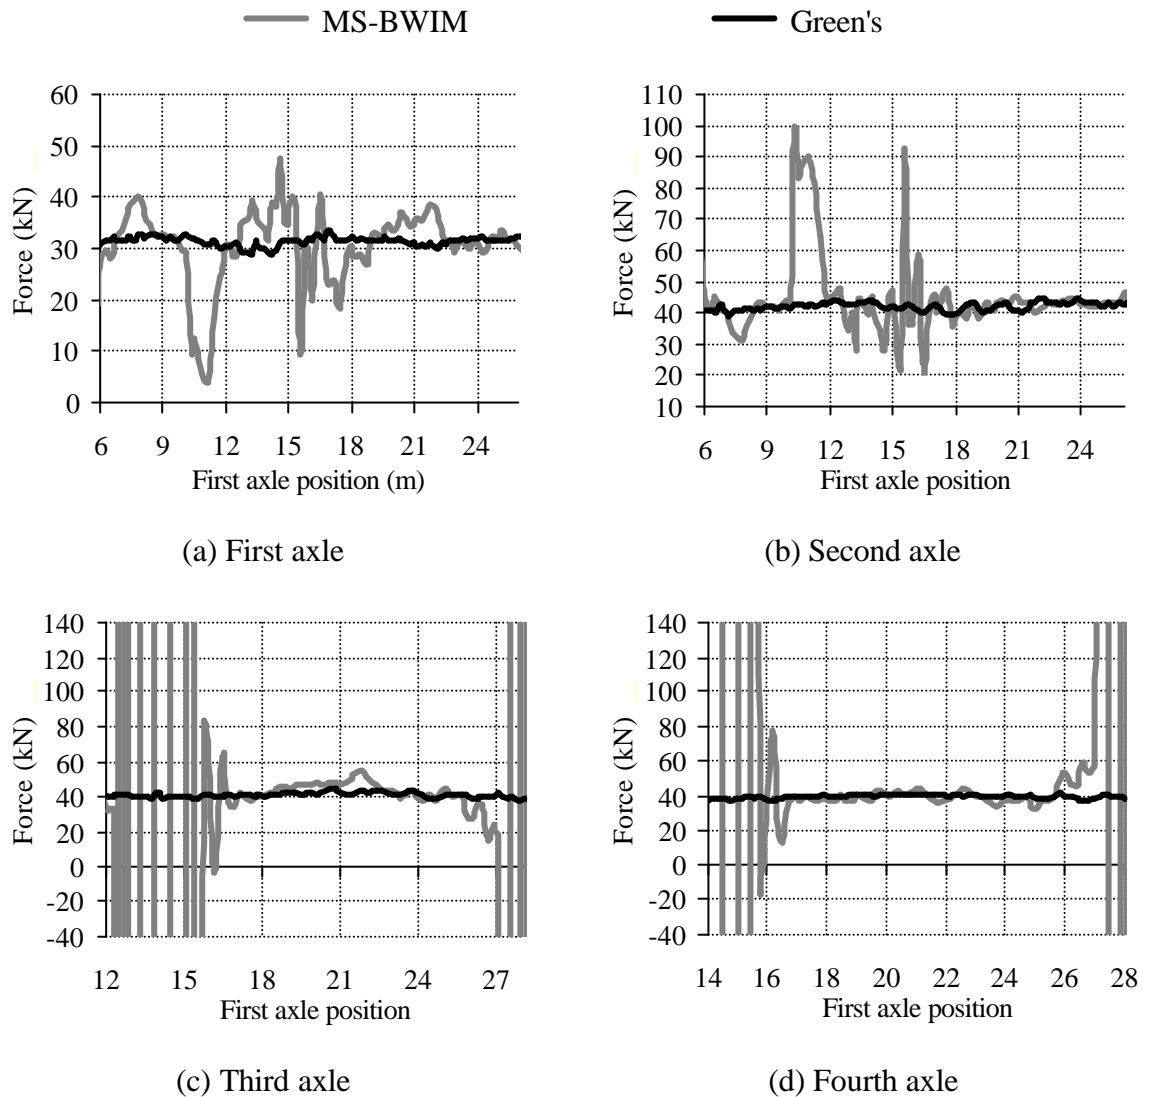 MS-BWIM Green's
60
50
40
30
20
10
0
Force (kN)
6 9 12 15 18 21 24
First axle position (m)
(a) First axle
110
100
90
80
70
60
50
40
30
20
10
Force (kN)
6 9 12 15 18 21 24
First axle position
(b) Second axle
140
120
100
80
60
40
20
0
-20
-40
Force (kN)
12 15 18 21 24 27
First axle position
(c) Third axle
140
120
100
80
60
40
20
0
-20
-40
Force (kN)
14 16 18 20 22 24 26 28
First axle position
(d) Fourth axle